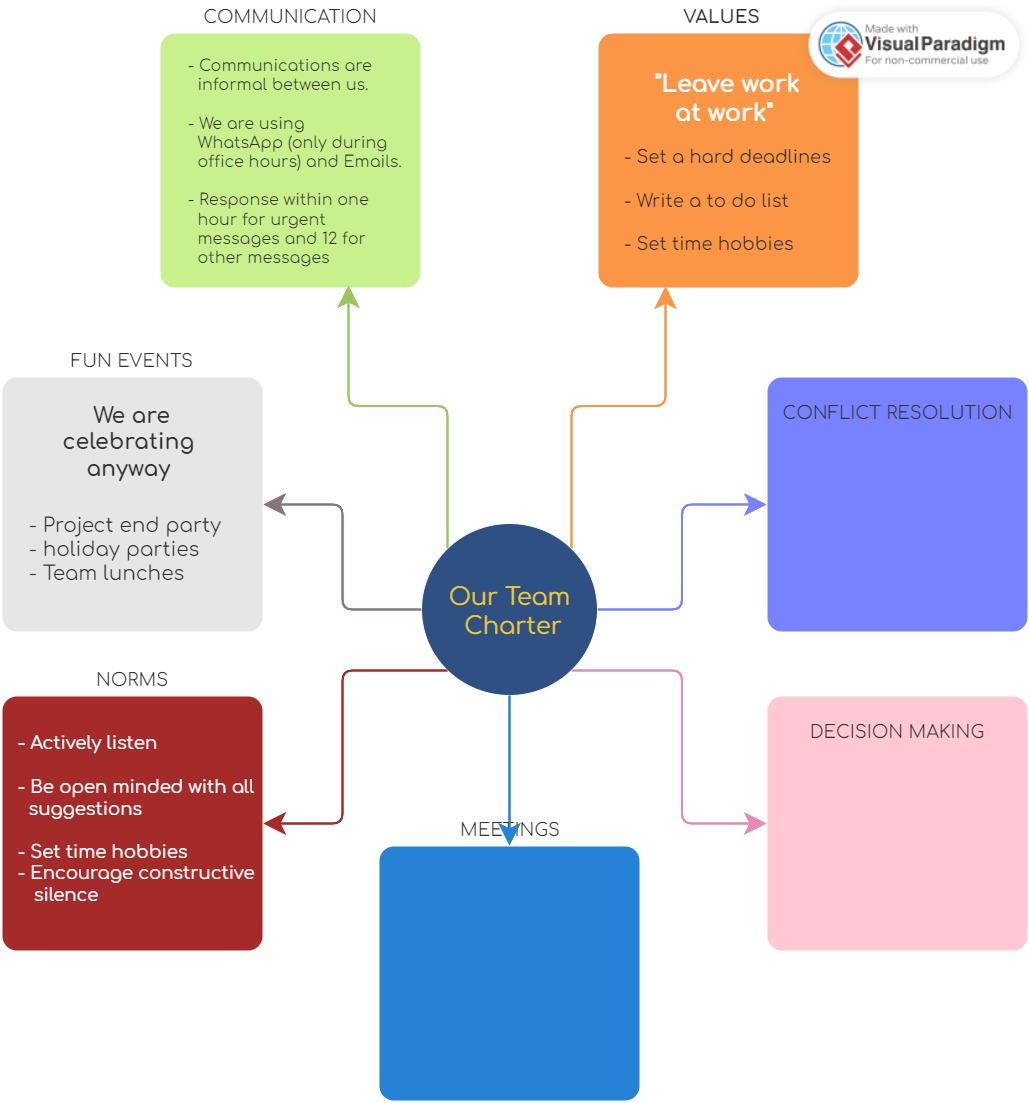 COMMUNICATION
- Communications are
informal between us.
- We are using
WhatsApp (only during
office hours) and Emails.
- Response within one
hour for urgent
messages and 12 for
other messages
VALUES
Made with
Visual Paradigm
For non-commercial use
"Leave work
at work"
- Set a hard deadlines
- Write a to do list
- Set time hobbies
FUN EVENTS
We are
celebrating
anyway
- Project end party
- holiday parties
- Team lunches
CONFLICT RESOLUTION
Our Team
Charter
NORMS
- Actively listen
- Be open minded with all
suggestions
- Set time hobbies
- Encourage constructive
silence
DECISION MAKING
MEETINGS